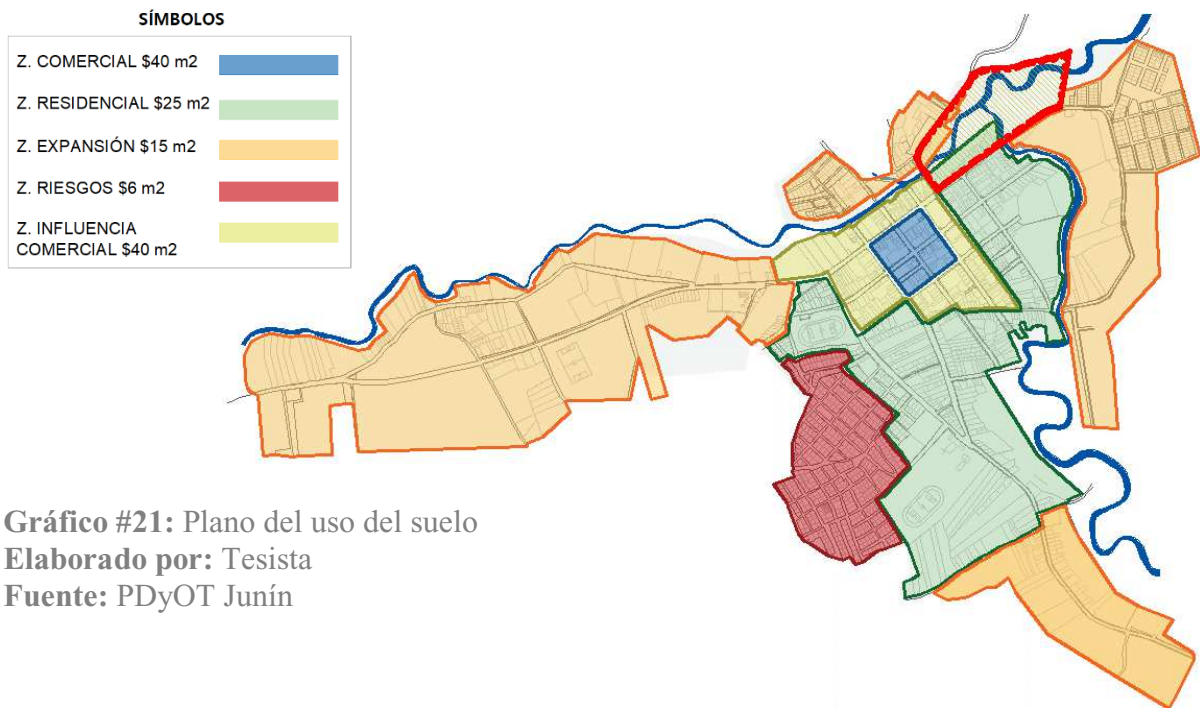 SÍMBOLOS
Z. COMERCIAL $40 m2
Z. RESIDENCIAL $25 m2
Z. EXPANSIÓN $15 m2
Z. RIESGOS $6 m2
Z. INFLUENCIA
COMERCIAL $40 m2
Gráfico #21: Plano del uso del suelo
Elaborado por: Tesista
Fuente: PDyOT Junín